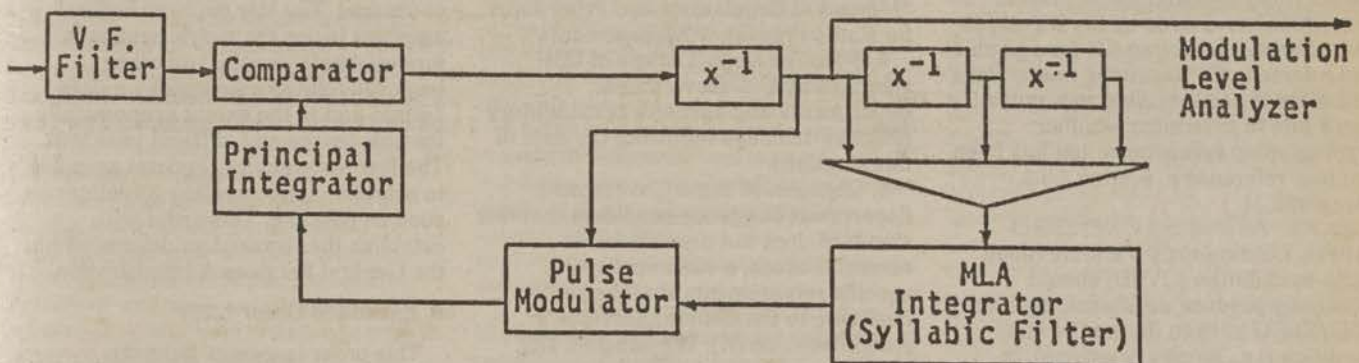 V.F.
Filter
Comparator
x⁻¹
x⁻¹
x⁻¹
Modulation
Level
Analyzer
Principal
Integrator
Pulse
Modulator
MLA
Integrator
(Syllabic Filter)